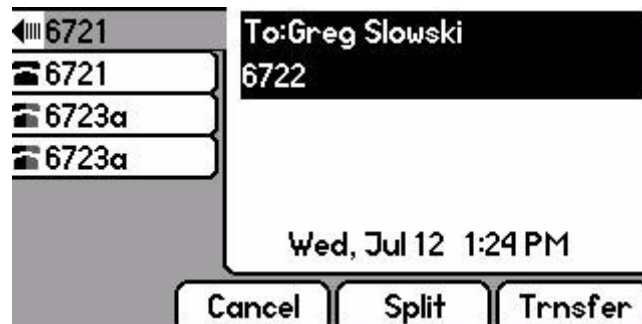 6721
6721
6723a
6723a
To:Greg Slowski
6722
Wed, Jul 12 1:24 PM
Cancel Split Trnsfer